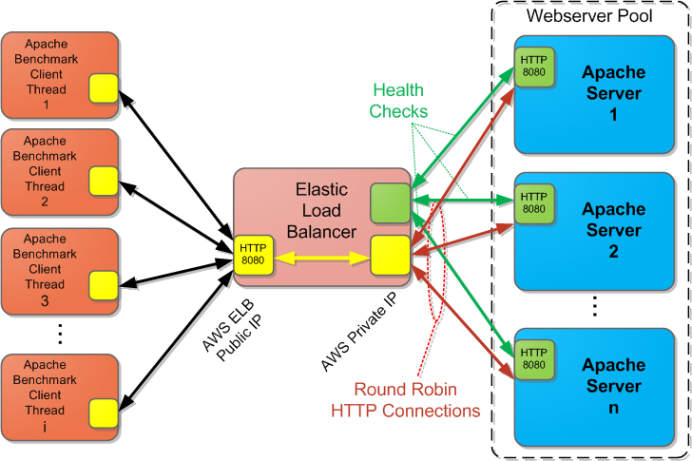 Apache
Benchmark
Client
Thread
1
Apache
Benchmark
Client
Thread
2
Apache
Benchmark
Client
Thread
3
Apache
Benchmark
Client
Thread
i
HTTP
8080
Elastic
Load
Balancer
AWS ELB
Public IP
AWS Private IP
Health
Checks
Round Robin
HTTP Connections
Webserver Pool
HTTP
8080
Apache
Server
1
HTTP
8080
Apache
Server
2
HTTP
8080
Apache
Server
n